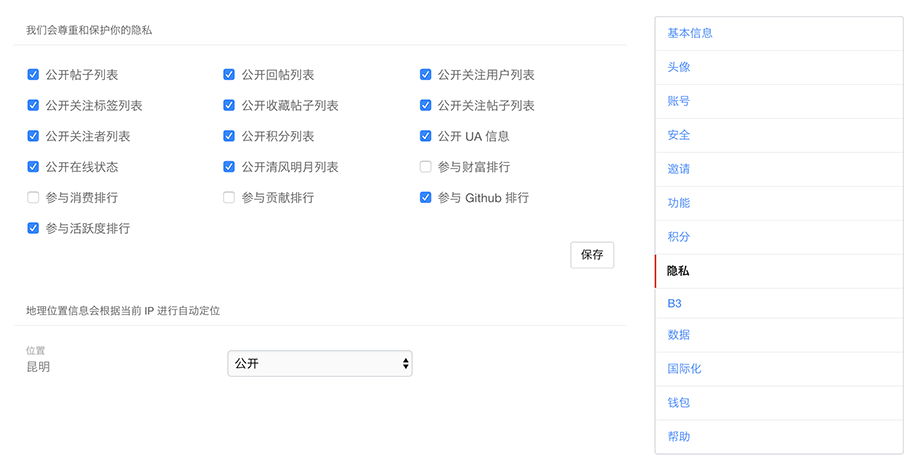 我们会尊重和保护你的隐私
公开帖子列表 公开回帖列表 公开关注用户列表
公开关注标签列表 公开收藏帖子列表 公开关注帖子列表
公开关注者列表 公开积分列表 公开 UA 信息
公开在线状态 公开清风明月列表 参与财富排行
参与消费排行 参与贡献排行 参与 Github 排行
参与活跃度排行
保存
地理位置信息会根据当前 IP 进行自动定位
位置
昆明 公开
基本信息
头像
账号
安全
邀请
功能
积分
隐私
B3
数据
国际化
钱包
帮助